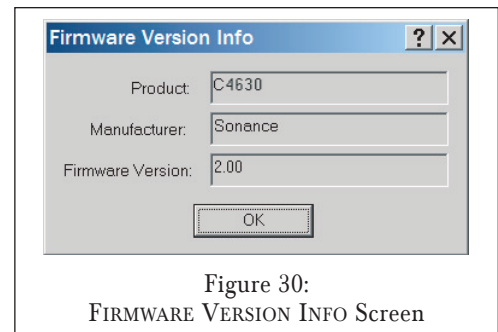 Firmware Version Info ? ×
Product: C4630
Manufacturer: Sonance
Firmware Version: 2.00
OK
Figure 30:
FIRMWARE VERSION INFO Screen